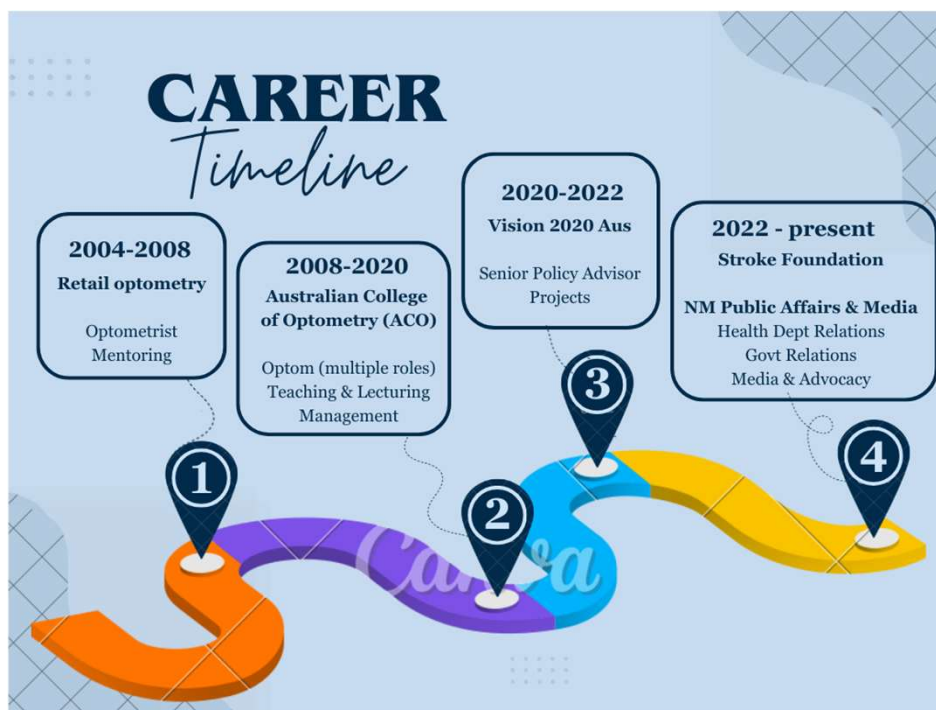 CAREER
Timeline
2004-2008
Retail optometry
Optometrist
Mentoring
2008-2020
Australian College
of Optometry (ACO)
Optom (multiple roles)
Teaching & Lecturing
Management
2020-2022
Vision 2020 Aus
Senior Policy Advisor
Projects
2022 - present
Stroke Foundation
NM Public Affairs & Media
Health Dept Relations
Govt Relations
Media & Advocacy
1
2
3
4
Canva